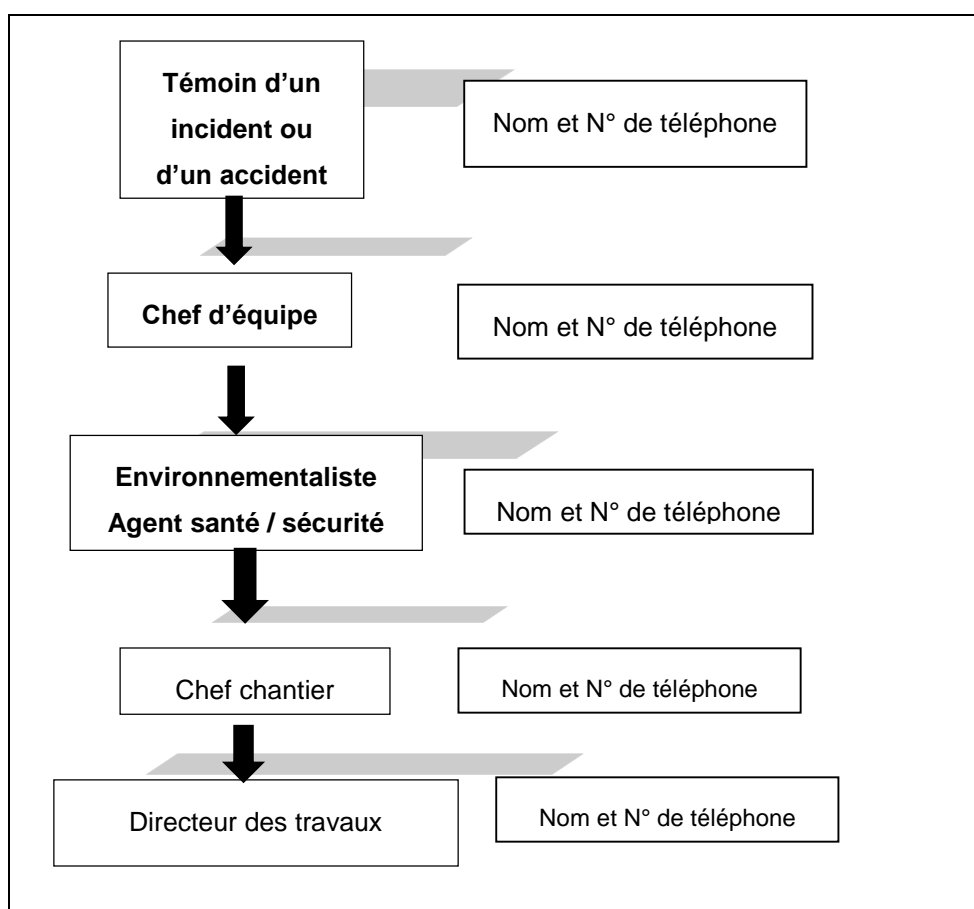 Témoin d’un
incident ou
d’un accident
Nom et N° de téléphone
Chef d’équipe
Nom et N° de téléphone
Environnementaliste
Agent santé / sécurité
Nom et N° de téléphone
Chef chantier
Nom et N° de téléphone
Directeur des travaux
Nom et N° de téléphone